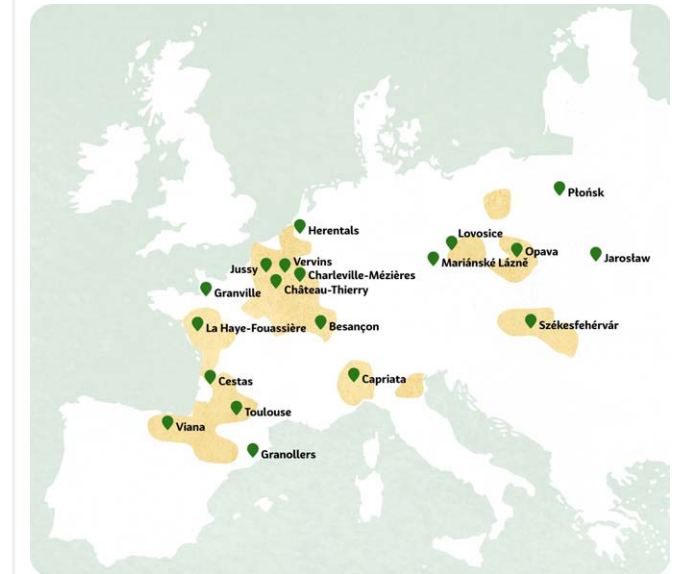 Płońsk
Herentals
Lovosice
Opava
Jarosław
Mariánské Lázně
Jussy
Vervins
Charleville-Mézières
Château-Thierry
Granville
La Haye-Fouassière
Besançon
Székesfehérvár
Cestas
Capriata
Toulouse
Viana
Granollers